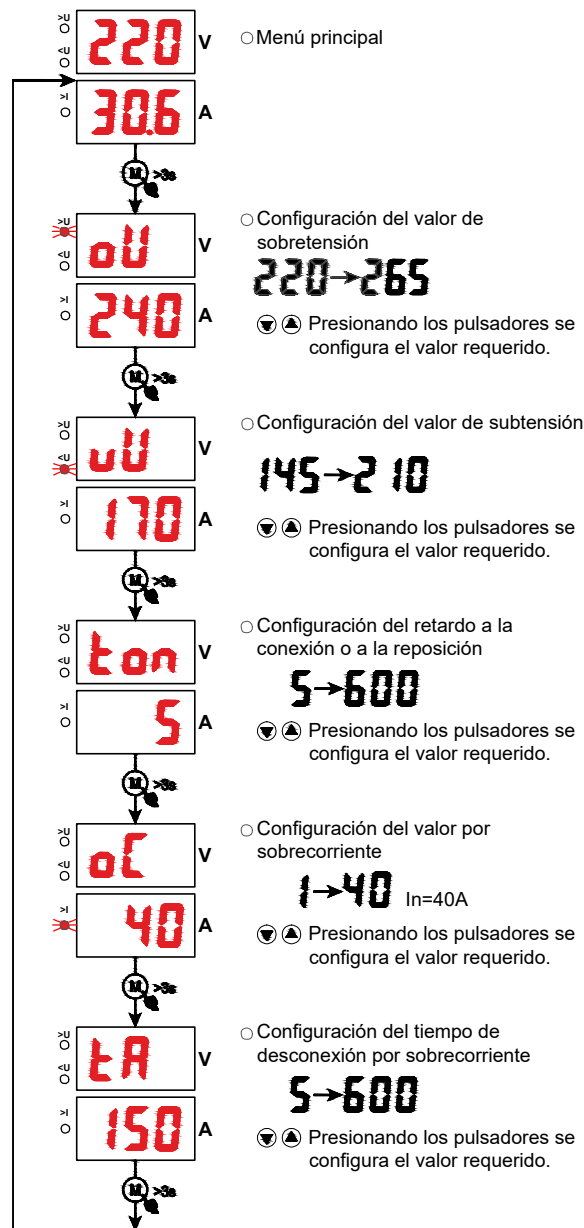 >U
<U
220 V
○ Menú principal
>I
30.6 A
M >3s
>U
<U
oU V
○ Configuración del valor de
sobretensión
220→265
>I
240 A
Presionando los pulsadores se
configura el valor requerido.
M >3s
>U
<U
uU V
○ Configuración del valor de subtensión
145→210
>I
170 A
Presionando los pulsadores se
configura el valor requerido.
M >3s
>U
<U
ton V
○ Configuración del retardo a la
conexión o a la reposición
5→600
>I
5 A
Presionando los pulsadores se
configura el valor requerido.
M >3s
>U
<U
oC V
○ Configuración del valor por
sobrecorriente
1→40 In=40A
>I
40 A
Presionando los pulsadores se
configura el valor requerido.
M >3s
>U
<U
tA V
○ Configuración del tiempo de
desconexión por sobrecorriente
5→600
>I
150 A
Presionando los pulsadores se
configura el valor requerido.
M >3s